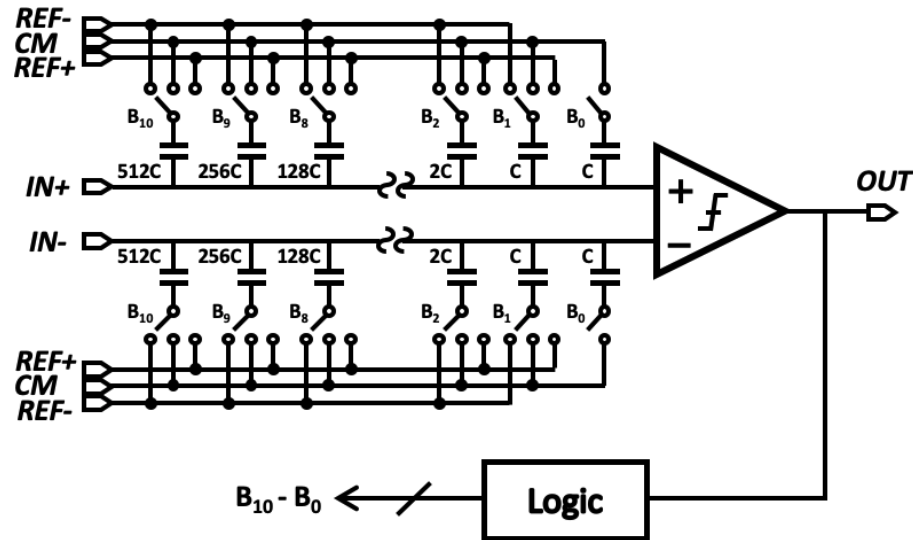 REF-
CM
REF+
B10 B9 B8 B2 B1 B0
512C 256C 128C 2C C C
IN+
OUT
+
IN-
−
512C 256C 128C 2C C C
B10 B9 B8 B2 B1 B0
REF+
CM
REF-
B10 - B0
Logic